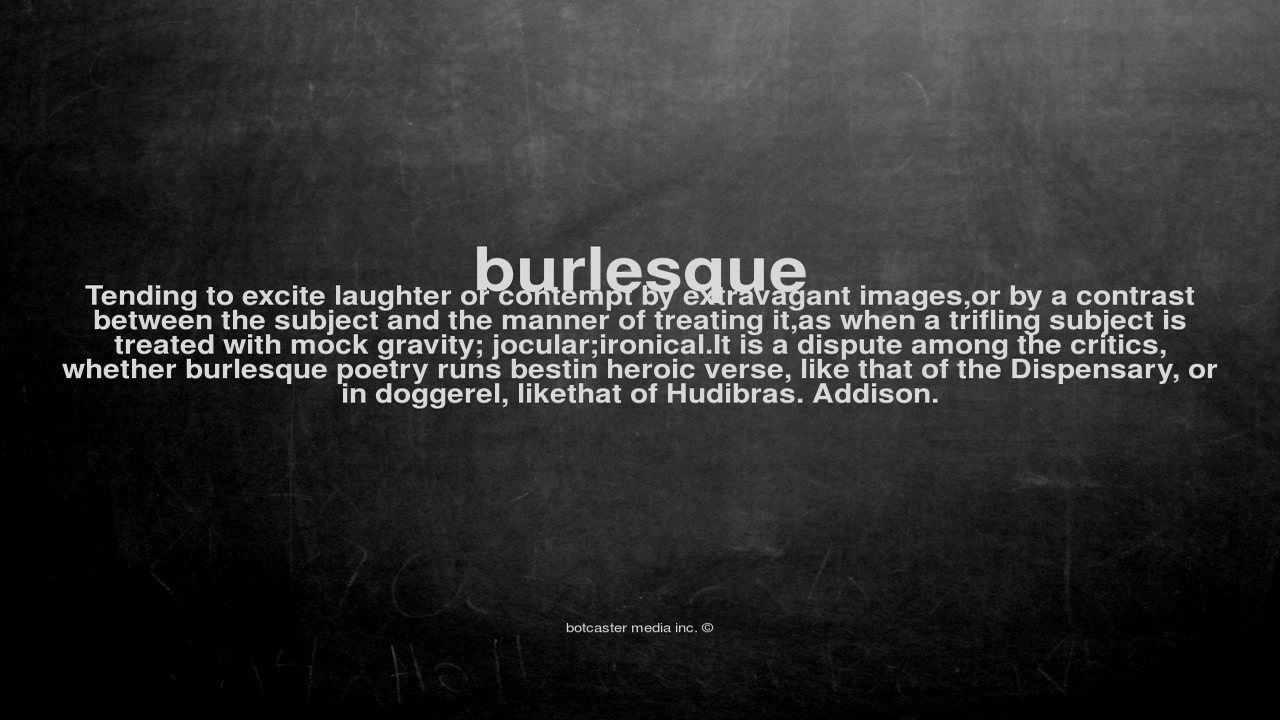 burlesque
Tending to excite laughter or contempt by extravagant images,or by a contrast
between the subject and the manner of treating it,as when a trifling subject is
treated with mock gravity; jocular;ironical.It is a dispute among the critics,
whether burlesque poetry runs bestin heroic verse, like that of the Dispensary, or
in doggerel, likethat of Hudibras. Addison.
botcaster media inc. ©